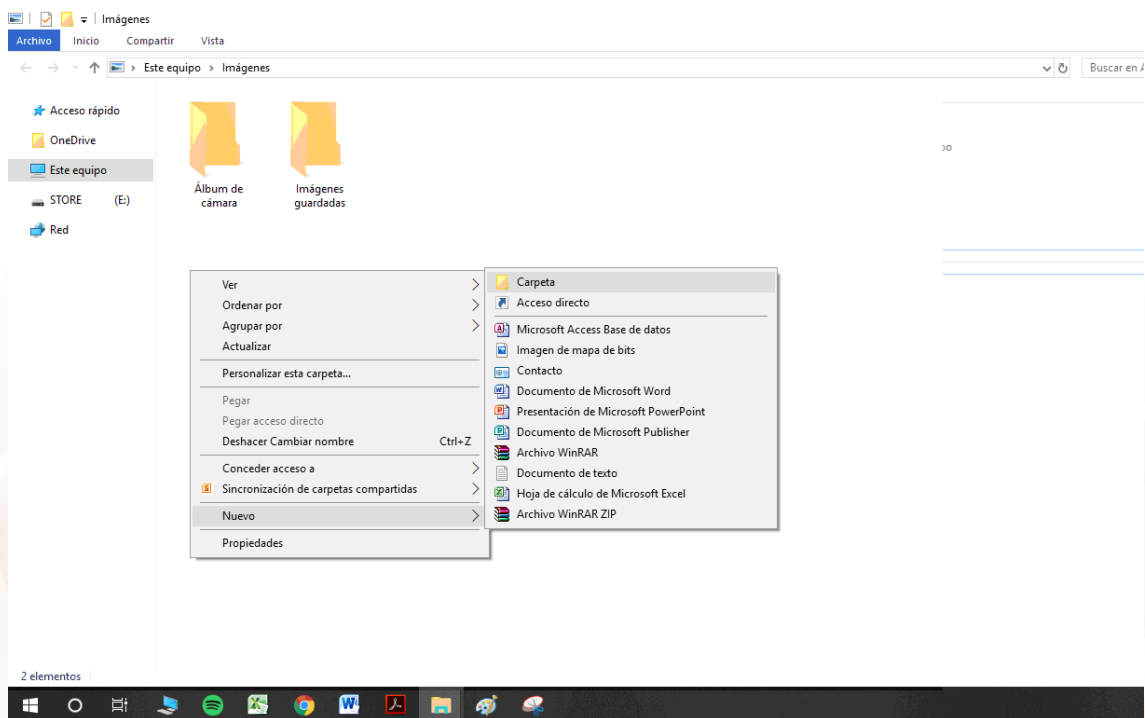 Imágenes
Archivo Inicio Compartir Vista
Este equipo Imágenes Buscar en A
Acceso rápido
OneDrive
Este equipo
STORE (E:)
Red
Álbum de cámara
Imágenes guardadas
Ver
Ordenar por
Agrupar por
Actualizar
Personalizar esta carpeta...
Pegar
Pegar acceso directo
Deshacer Cambiar nombre Ctrl+Z
Conceder acceso a
Sincronización de carpetas compartidas
Nuevo
Propiedades
Carpeta
Acceso directo
Microsoft Access Base de datos
Imagen de mapa de bits
Contacto
Documento de Microsoft Word
Presentación de Microsoft PowerPoint
Documento de Microsoft Publisher
Archivo WinRAR
Documento de texto
Hoja de cálculo de Microsoft Excel
Archivo WinRAR ZIP
2 elementos